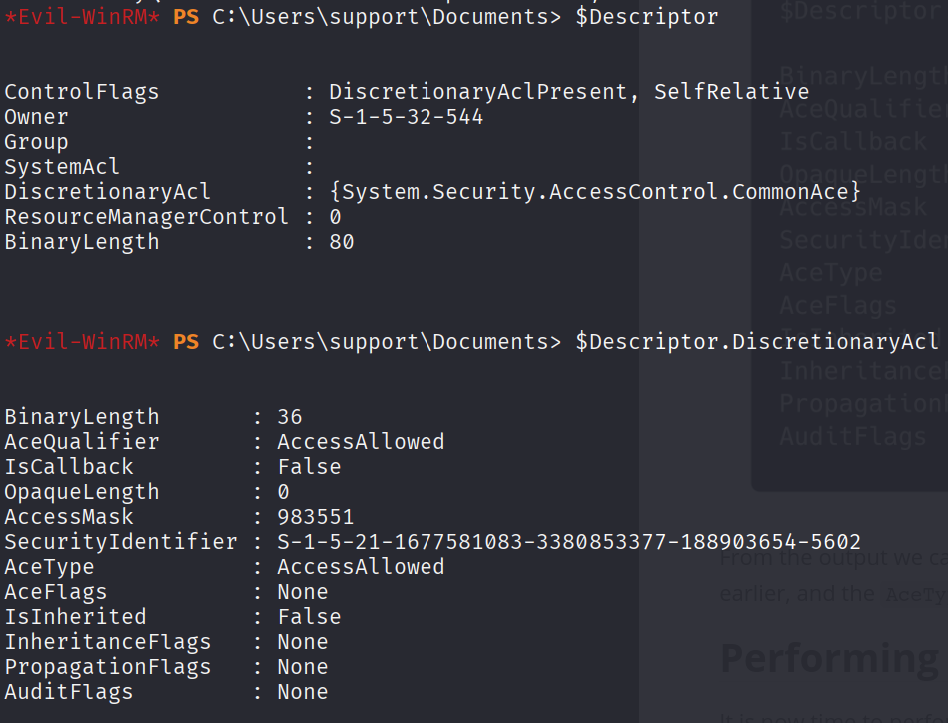 *Evil-WinRM* PS C:\Users\support\Documents> $Descriptor
ControlFlags : DiscretionaryAclPresent, SelfRelative
Owner : S-1-5-32-544
Group :
SystemAcl :
DiscretionaryAcl : {System.Security.AccessControl.CommonAce}
ResourceManagerControl : 0
BinaryLength : 80
*Evil-WinRM* PS C:\Users\support\Documents> $Descriptor.DiscretionaryAcl
BinaryLength : 36
AceQualifier : AccessAllowed
IsCallback : False
OpaqueLength : 0
AccessMask : 983551
SecurityIdentifier : S-1-5-21-1677581083-3380853377-188903654-5602
AceType : AccessAllowed
AceFlags : None
IsInherited : False
InheritanceFlags : None
PropagationFlags : None
AuditFlags : None
$Descriptor
BinaryLength
AceQualifier
IsCallback
OpaqueLength
AccessMask
SecurityIden
AceType
AceFlags
IsInherited
Inheritance
Propagation
AuditFlags
From the output we ca
earlier, and the AceTy
Performing